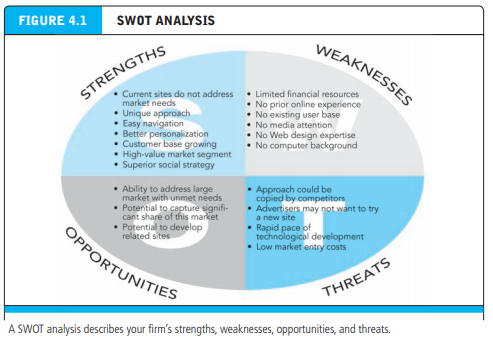 FIGURE 4.1 SWOT ANALYSIS
STRENGTHS
• Current sites do not address
market needs
• Unique approach
• Easy navigation
• Better personalization
• Customer base growing
• High-value market segment
• Superior social strategy
S
WEAKNESSES
• Limited financial resources
• No prior online experience
• No existing user base
• No media attention
• No Web design expertise
• No computer background
W
OPPORTUNITIES
• Ability to address large
market with unmet needs
• Potential to capture signifi-
cant share of this market
• Potential to develop
related sites
O
THREATS
• Approach could be
copied by competitors
• Advertisers may not want to try
a new site
• Rapid pace of
technological development
• Low market entry costs
T
A SWOT analysis describes your firm's strengths, weaknesses, opportunities, and threats.